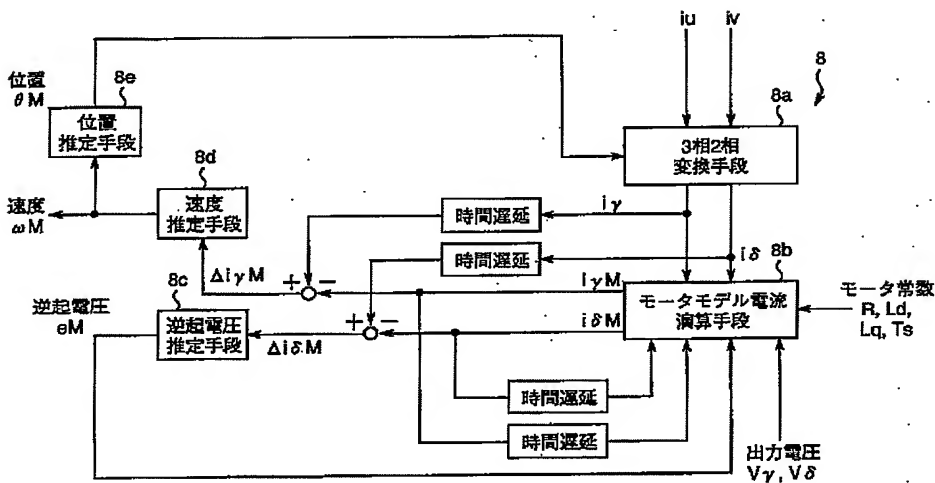 iu
iv
8
8a
3相2相
変換手段
位置
θM
8e
位置
推定手段
8d
速度
推定手段
速度
ωM
時間遅延
iγ
時間遅延
iδ
8b
モータモデル電流
演算手段
モータ常数
R, Ld,
Lq, Ts
iγM
iδM
ΔiγM
+
−
8c
逆起電圧
推定手段
逆起電圧
eM
ΔiδM
+
−
時間遅延
時間遅延
出力電圧
Vγ, Vδ